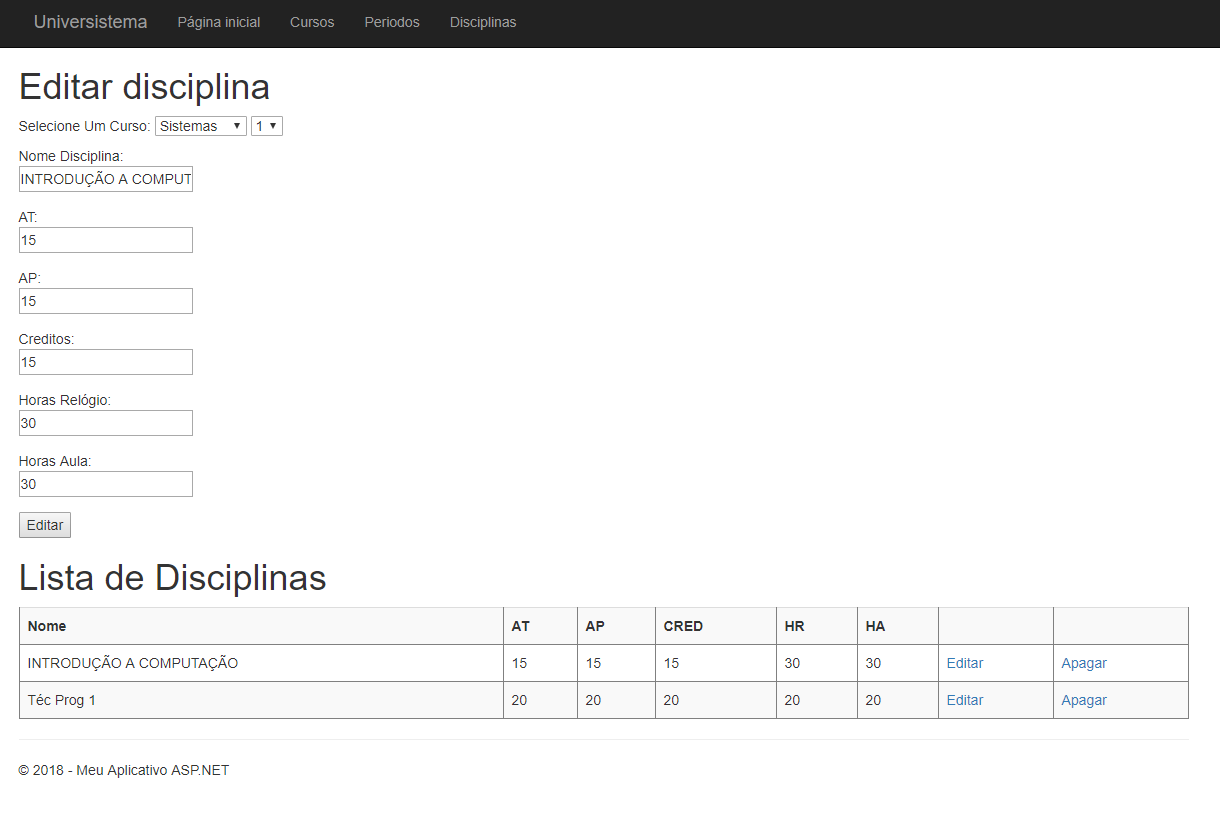 Universistema Página inicial Cursos Periodos Disciplinas
Editar disciplina
Selecione Um Curso: Sistemas 1
Nome Disciplina:
INTRODUÇÃO A COMPUT
AT:
15
AP:
15
Creditos:
15
Horas Relógio:
30
Horas Aula:
30
Editar
Lista de Disciplinas
Nome AT AP CRED HR HA
INTRODUÇÃO A COMPUTAÇÃO 15 15 15 30 30 Editar Apagar
Téc Prog 1 20 20 20 20 20 Editar Apagar
© 2018 - Meu Aplicativo ASP.NET